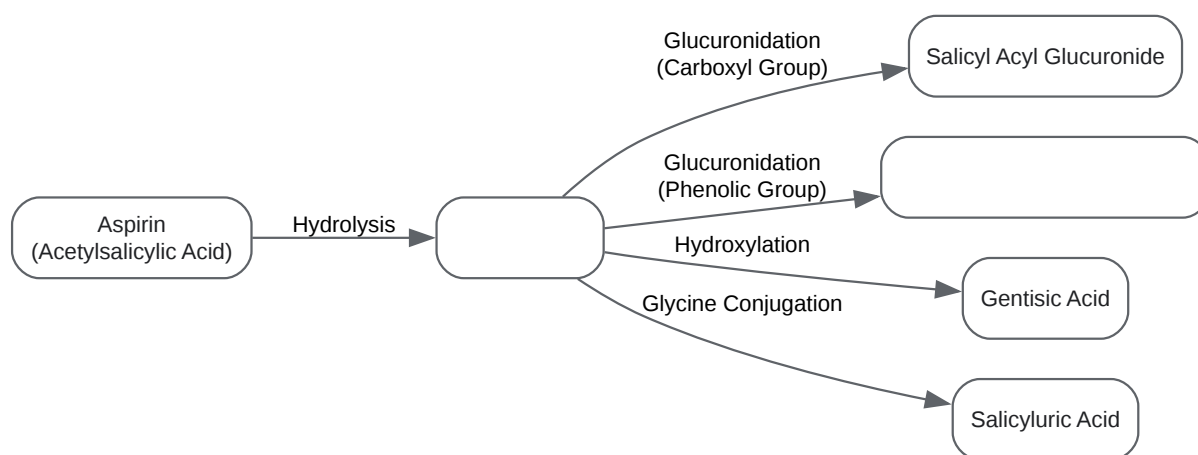 Glucuronidation
(Carboxyl Group)
Salicyl Acyl Glucuronide
Glucuronidation
(Phenolic Group)
Aspirin
(Acetylsalicylic Acid)
Hydrolysis
Hydroxylation
Gentisic Acid
Glycine Conjugation
Salicyluric Acid